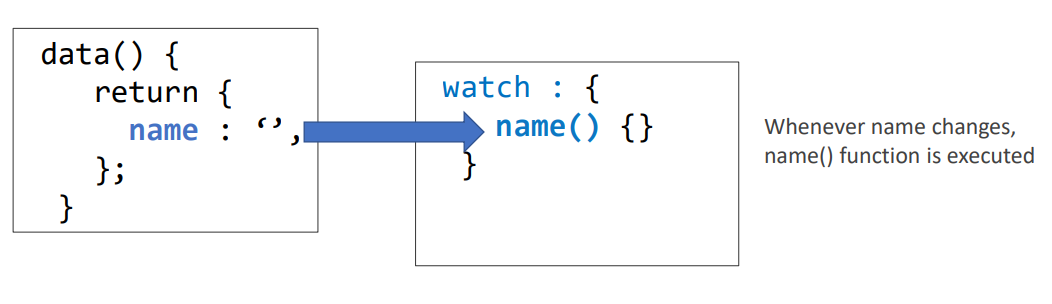 data() {
return {
name : ‘’,
};
}
watch : {
name() {}
}
Whenever name changes,
name() function is executed